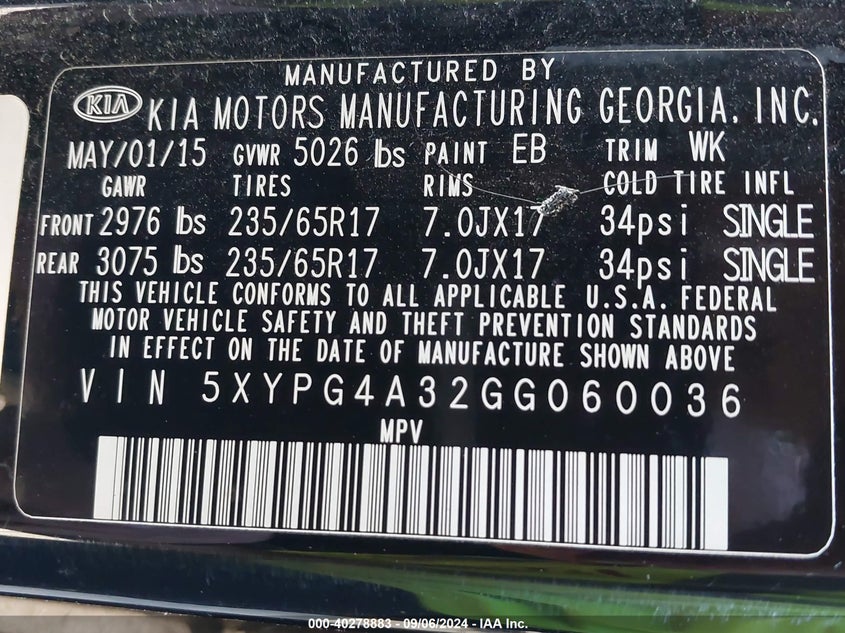 MANUFACTURED BY
KIA KIA MOTORS MANUFACTURING GEORGIA, INC.
MAY/01/15 GVWR 5026 lbs PAINT EB TRIM WK
GAWR TIRES RIMS COLD TIRE INFL
FRONT 2976 lbs 235/65R17 7.0JX17 34psi SINGLE
REAR 3075 lbs 235/65R17 7.0JX17 34psi SINGLE
THIS VEHICLE CONFORMS TO ALL APPLICABLE U.S.A. FEDERAL
MOTOR VEHICLE SAFETY AND THEFT PREVENTION STANDARDS
IN EFFECT ON THE DATE OF MANUFACTURE SHOWN ABOVE
VIN 5XYPG4A32GG060036
MPV
000-40278883 - 09/06/2024 - IAA Inc.